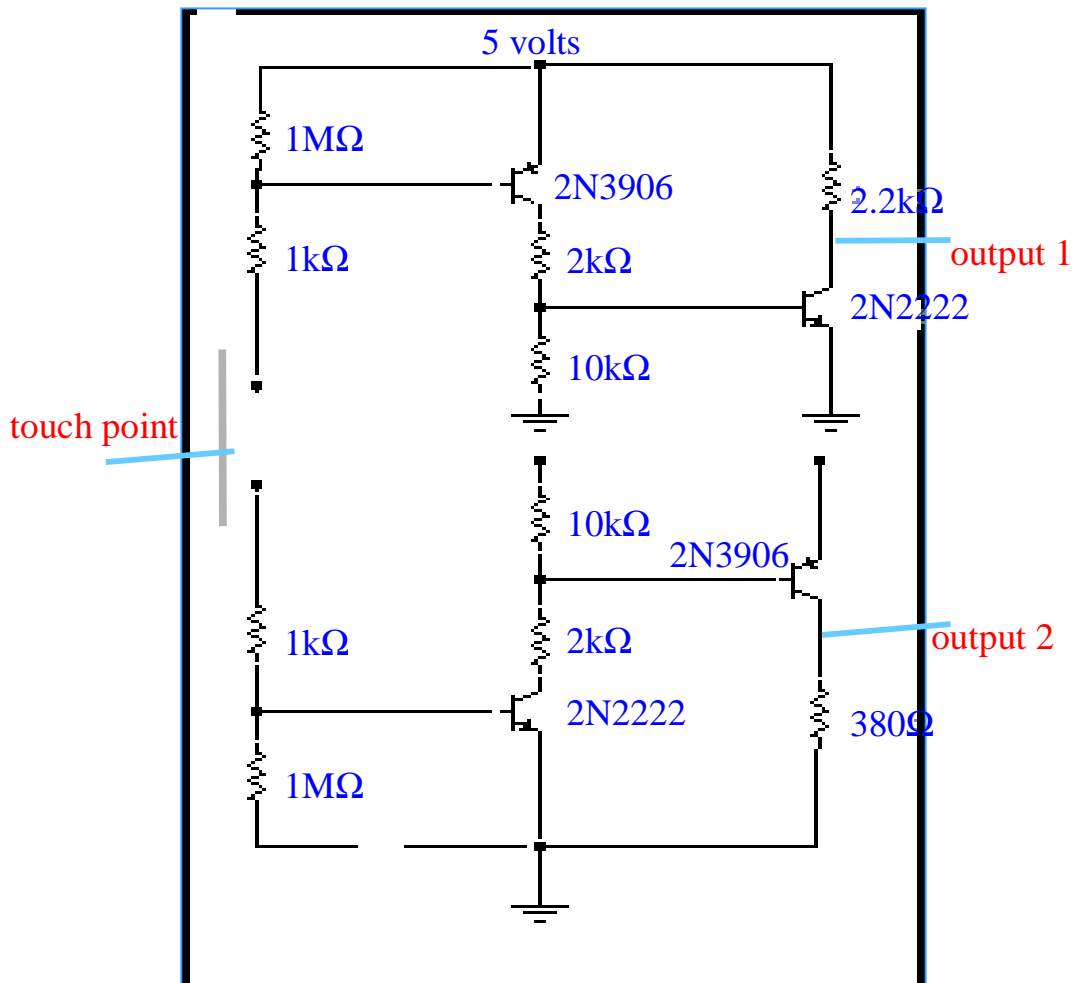 5 volts
1MΩ
2N3906
2.2kΩ
1kΩ
2kΩ
output 1
2N2222
10kΩ
touch point
10kΩ
2N3906
1kΩ
2kΩ
output 2
2N2222
380Ω
1MΩ